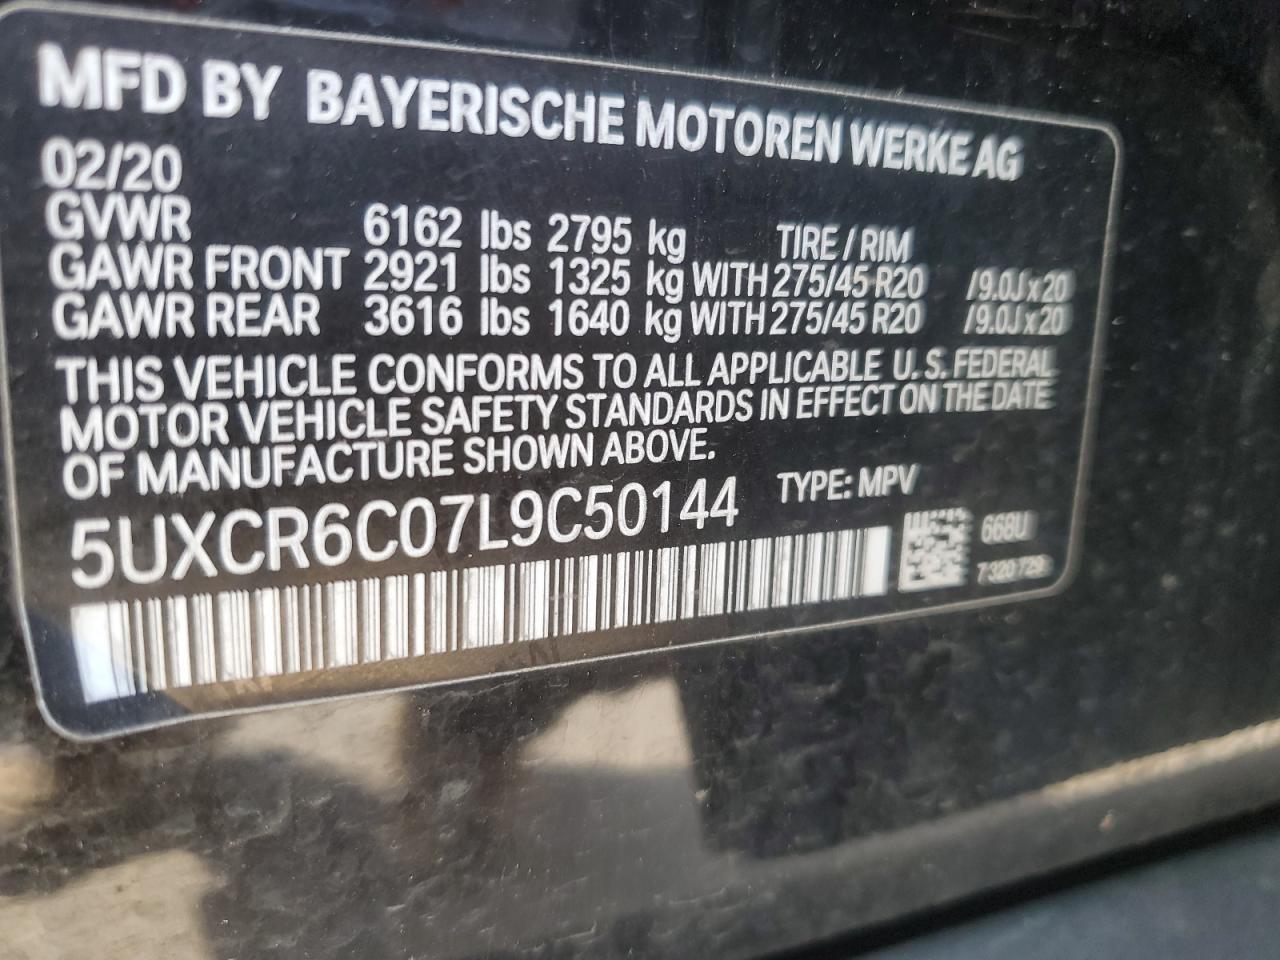 MFD BY BAYERISCHE MOTOREN WERKE AG
02/20
GVWR 6162 lbs 2795 kg TIRE / RIM
GAWR FRONT 2921 lbs 1325 kg WITH 275/45 R20 /9.0J x 20
GAWR REAR 3616 lbs 1640 kg WITH 275/45 R20 /9.0J x 20
THIS VEHICLE CONFORMS TO ALL APPLICABLE U.S. FEDERAL
MOTOR VEHICLE SAFETY STANDARDS IN EFFECT ON THE DATE
OF MANUFACTURE SHOWN ABOVE.
5UXCR6C07L9C50144 TYPE: MPV
668U
7 320 729